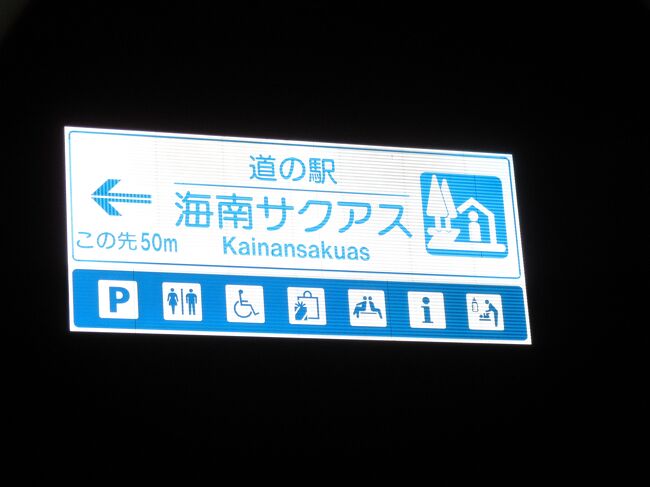 道の駅
海南サクアス
Kainansakuas
この先50m
P
i